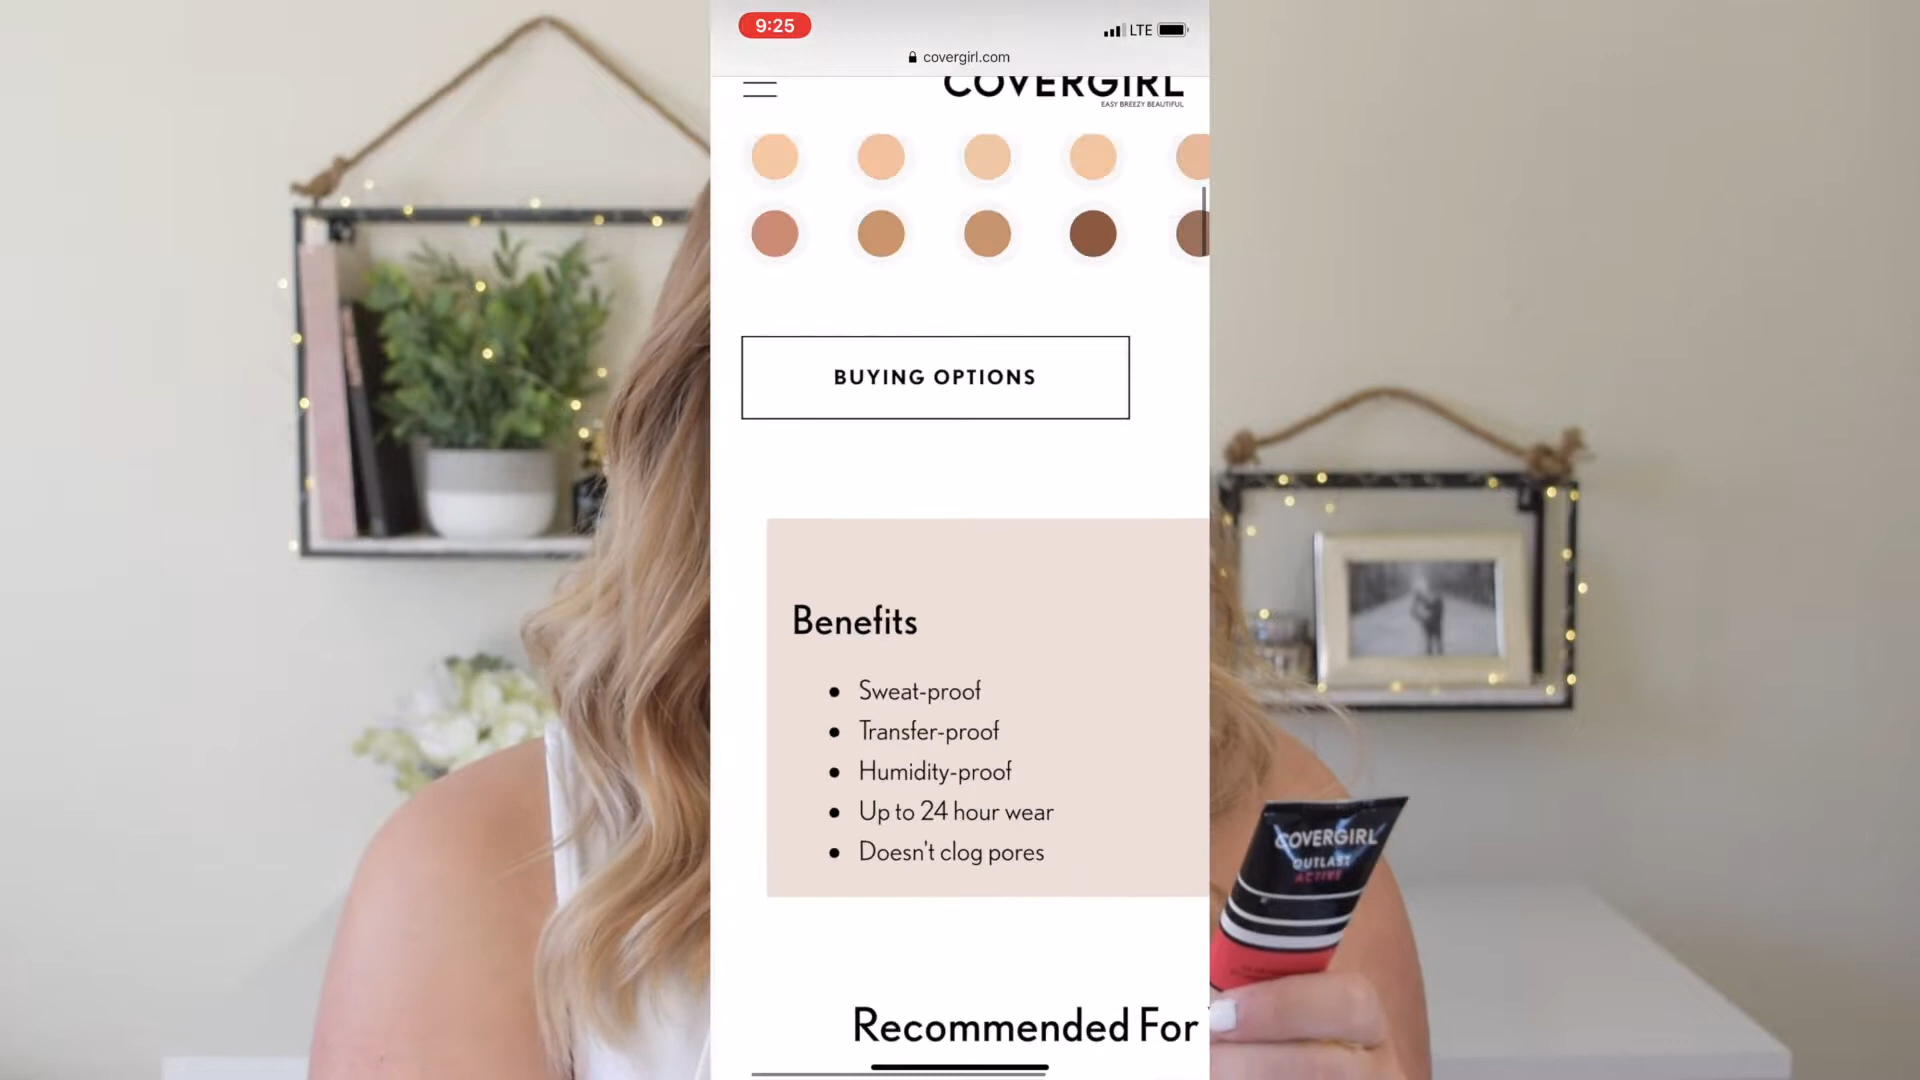 9:25
LTE
covergirl.com
COVERGIRL
EASY BREEZY BEAUTIFUL
BUYING OPTIONS
Benefits
• Sweat-proof
• Transfer-proof
• Humidity-proof
• Up to 24 hour wear
• Doesn't clog pores
Recommended For
COVERGIRL
OUTLAST
ACTIVE